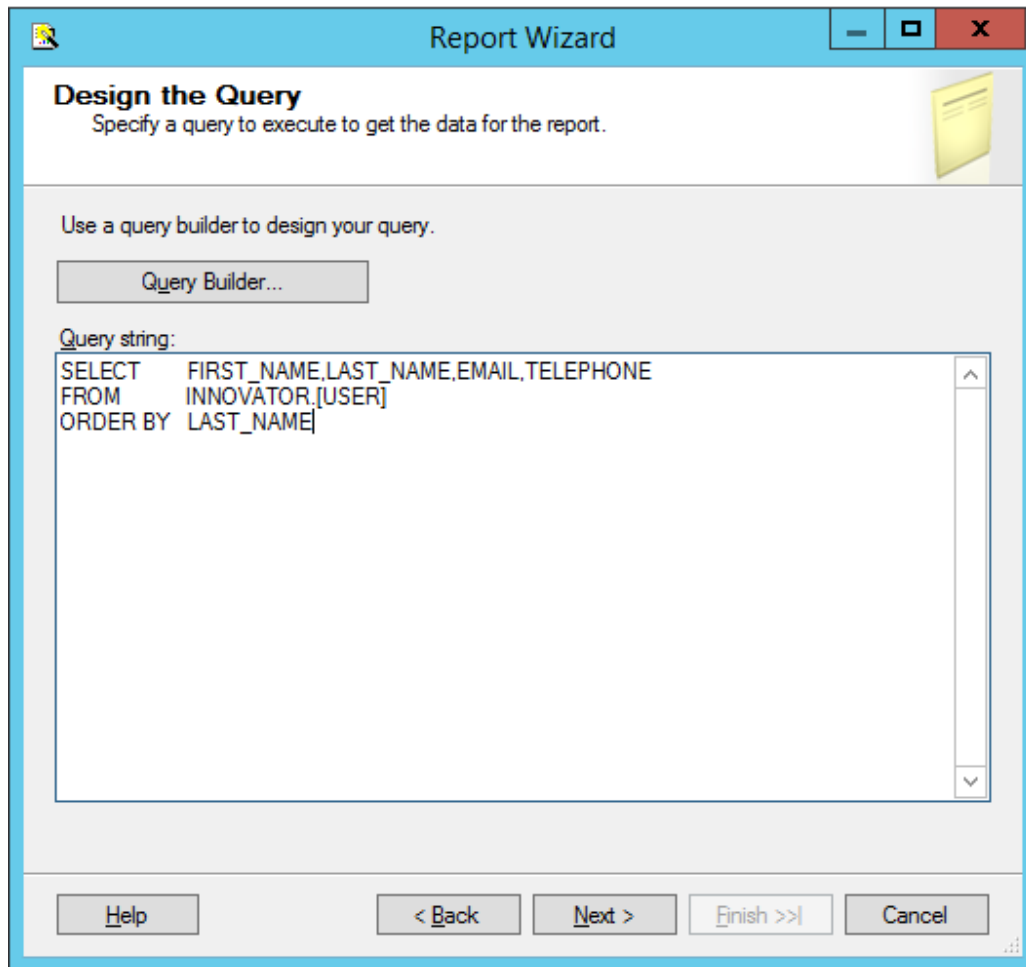 Report Wizard
Design the Query
Specify a query to execute to get the data for the report.
Use a query builder to design your query.
Query Builder...
Query string:
SELECT FIRST_NAME,LAST_NAME,EMAIL,TELEPHONE
FROM INNOVATOR.[USER]
ORDER BY LAST_NAME
Help
< Back
Next >
Finish >>|
Cancel